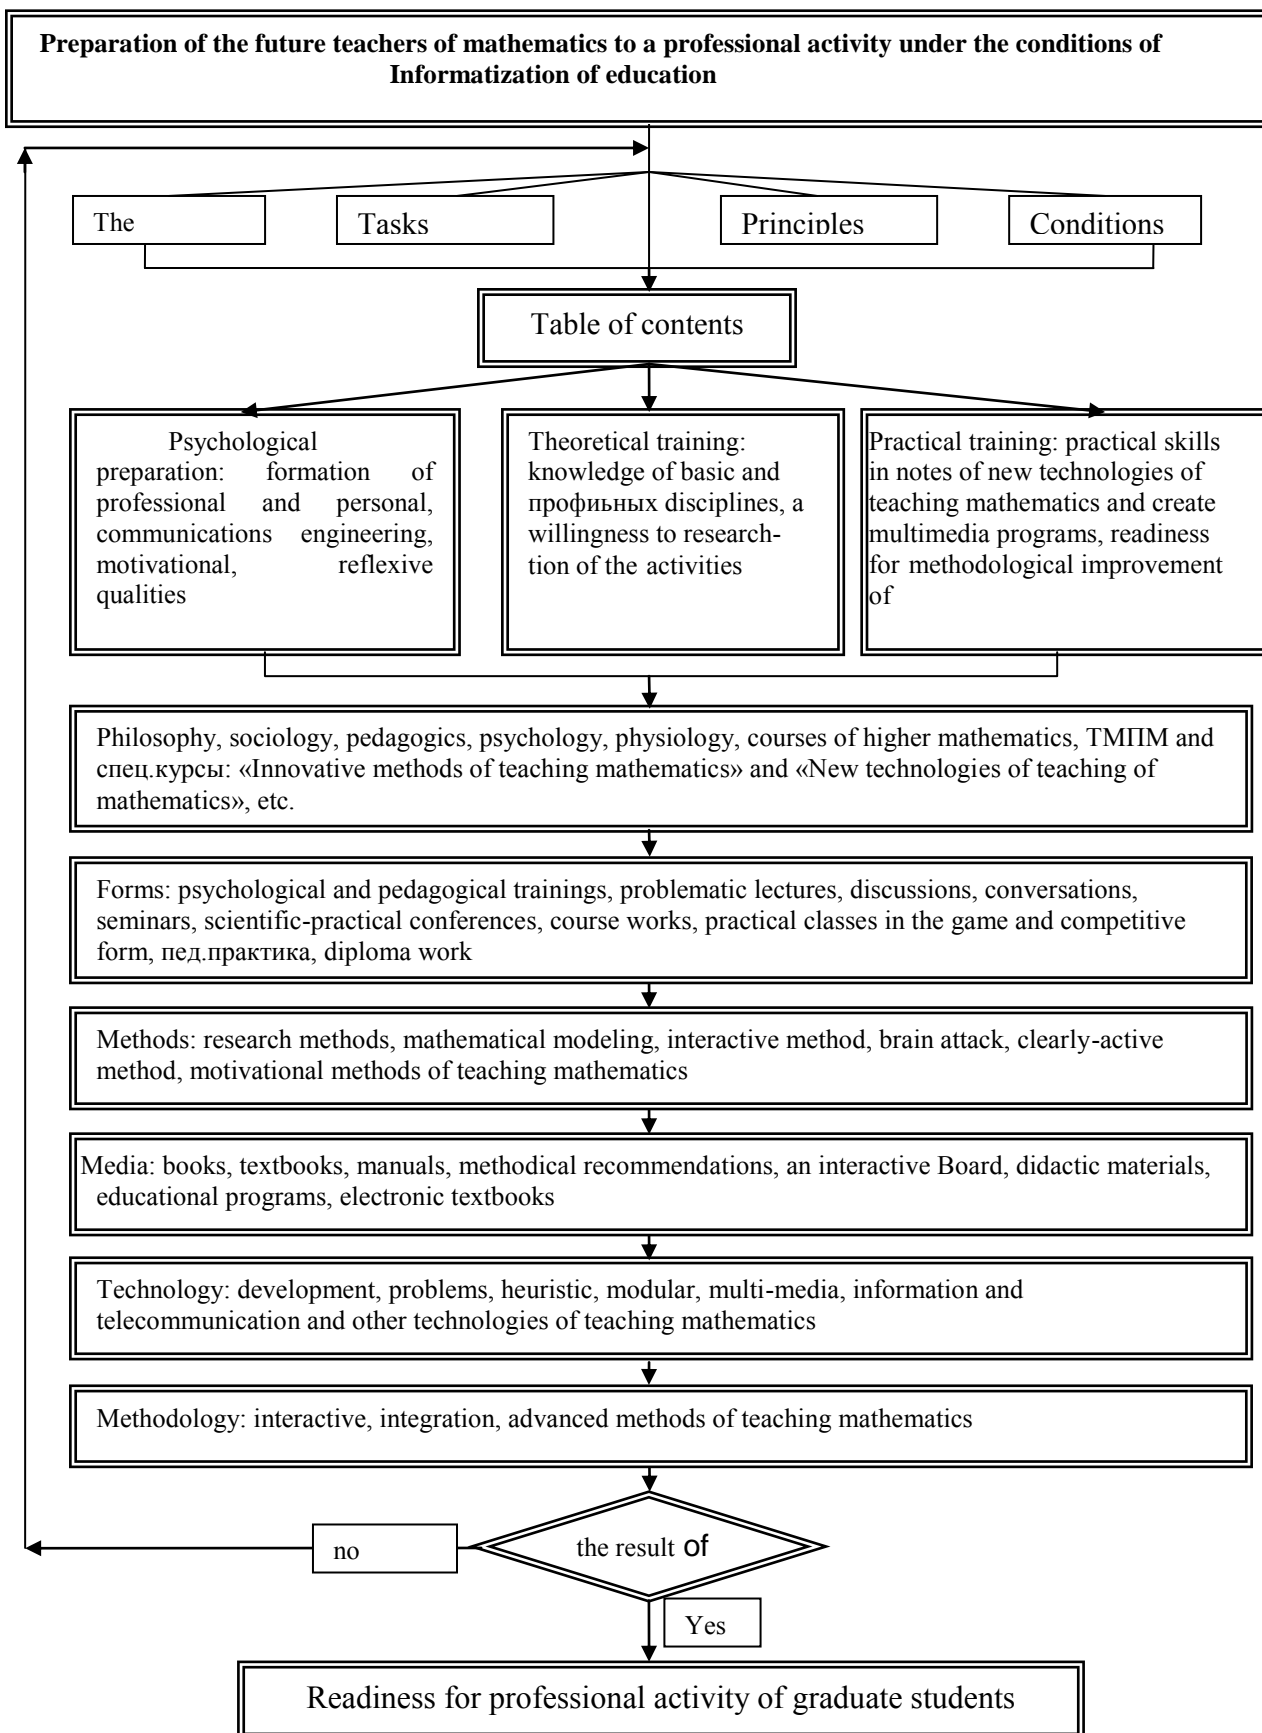 Preparation of the future teachers of mathematics to a professional activity under the conditions of
Informatization of education
The
Tasks
Principles
Conditions
Table of contents
Psychological
preparation: formation of
professional and personal,
communications engineering,
motivational, reflexive
qualities
Theoretical training:
knowledge of basic and
профиьных disciplines, a
willingness to research-
tion of the activities
Practical training: practical skills
in notes of new technologies of
teaching mathematics and create
multimedia programs, readiness
for methodological improvement
of
Philosophy, sociology, pedagogics, psychology, physiology, courses of higher mathematics, ТМПМ and
спец.курсы: «Innovative methods of teaching mathematics» and «New technologies of teaching of
mathematics», etc.
Forms: psychological and pedagogical trainings, problematic lectures, discussions, conversations,
seminars, scientific-practical conferences, course works, practical classes in the game and competitive
form, пед.практика, diploma work
Methods: research methods, mathematical modeling, interactive method, brain attack, clearly-active
method, motivational methods of teaching mathematics
Media: books, textbooks, manuals, methodical recommendations, an interactive Board, didactic materials,
educational programs, electronic textbooks
Technology: development, problems, heuristic, modular, multi-media, information and
telecommunication and other technologies of teaching mathematics
Methodology: interactive, integration, advanced methods of teaching mathematics
no
the result of
Yes
Readiness for professional activity of graduate students